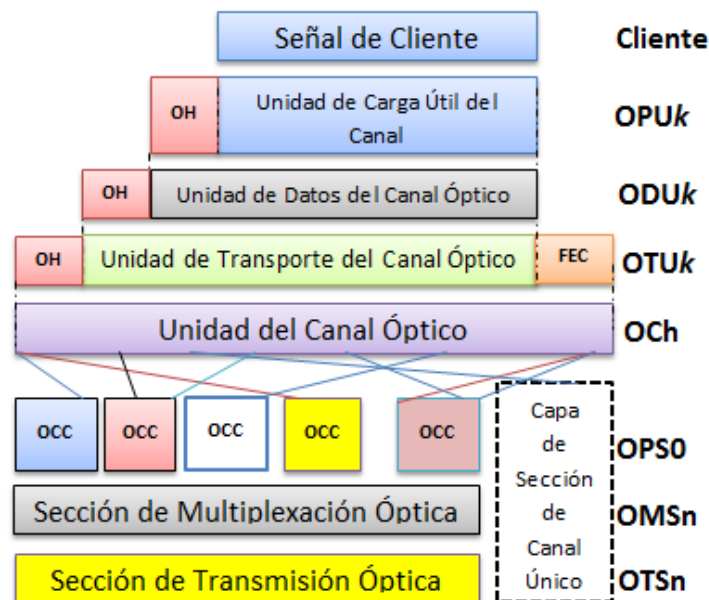 Señal de Cliente
Cliente
OH
Unidad de Carga Útil del
Canal
OPUk
OH
Unidad de Datos del Canal Óptico
ODUk
OH
Unidad de Transporte del Canal Óptico
FEC
OTUk
Unidad del Canal Óptico
OCh
OCC
OCC
OCC
OCC
OCC
Capa
de
Sección
de
Canal
Único
OPS0
Sección de Multiplexación Óptica
OMSn
Sección de Transmisión Óptica
OTSn